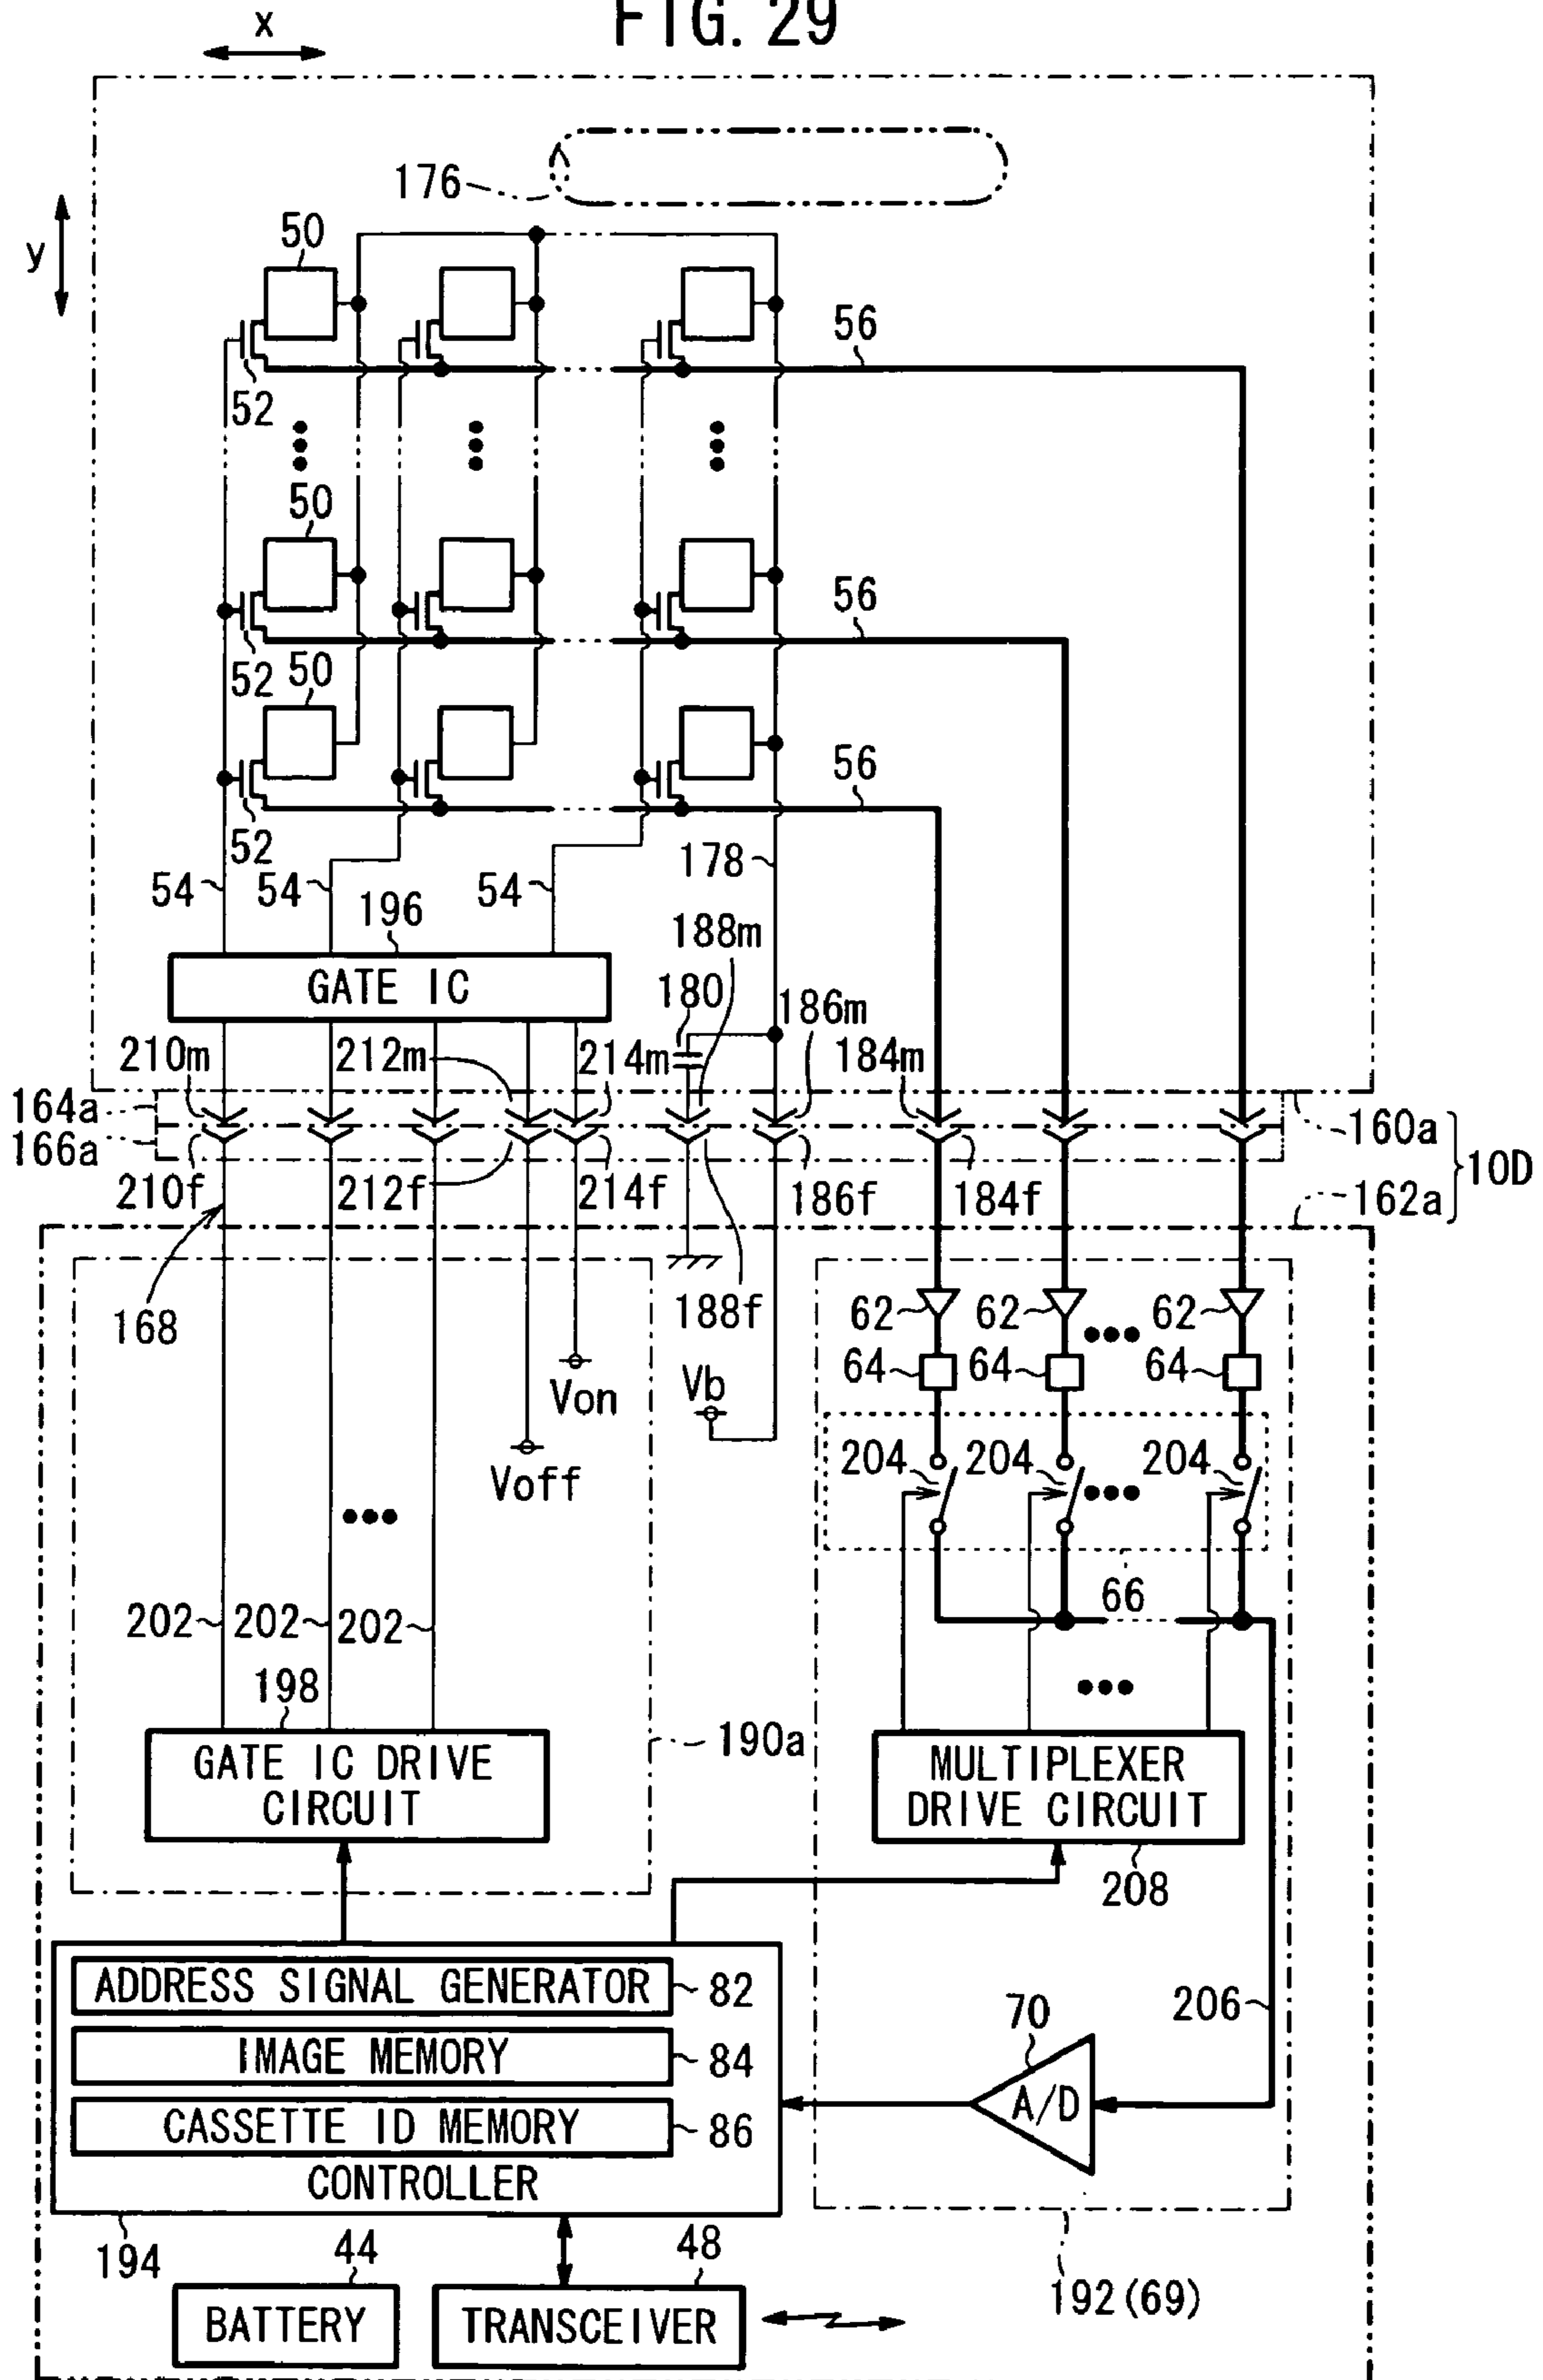 FIG. 29
x
176
y
50
56
52
50
56
52 50
56
52
178
54 54 54
196
188m
GATE IC
180
186m
210m 212m 214m 184m
164a
160a
166a
10D
210f 212f 214f 186f 184f
162a
168
188f
62 62 62
64 64 64
Von
Vb
Voff
204 204 204
66
202 202 202
198
190a
GATE IC DRIVE
CIRCUIT
MULTIPLEXER
DRIVE CIRCUIT
208
ADDRESS SIGNAL GENERATOR 82
206
70
IMAGE MEMORY 84
A/D
CASSETTE ID MEMORY 86
CONTROLLER
194
44
48
192(69)
BATTERY
TRANSCEIVER